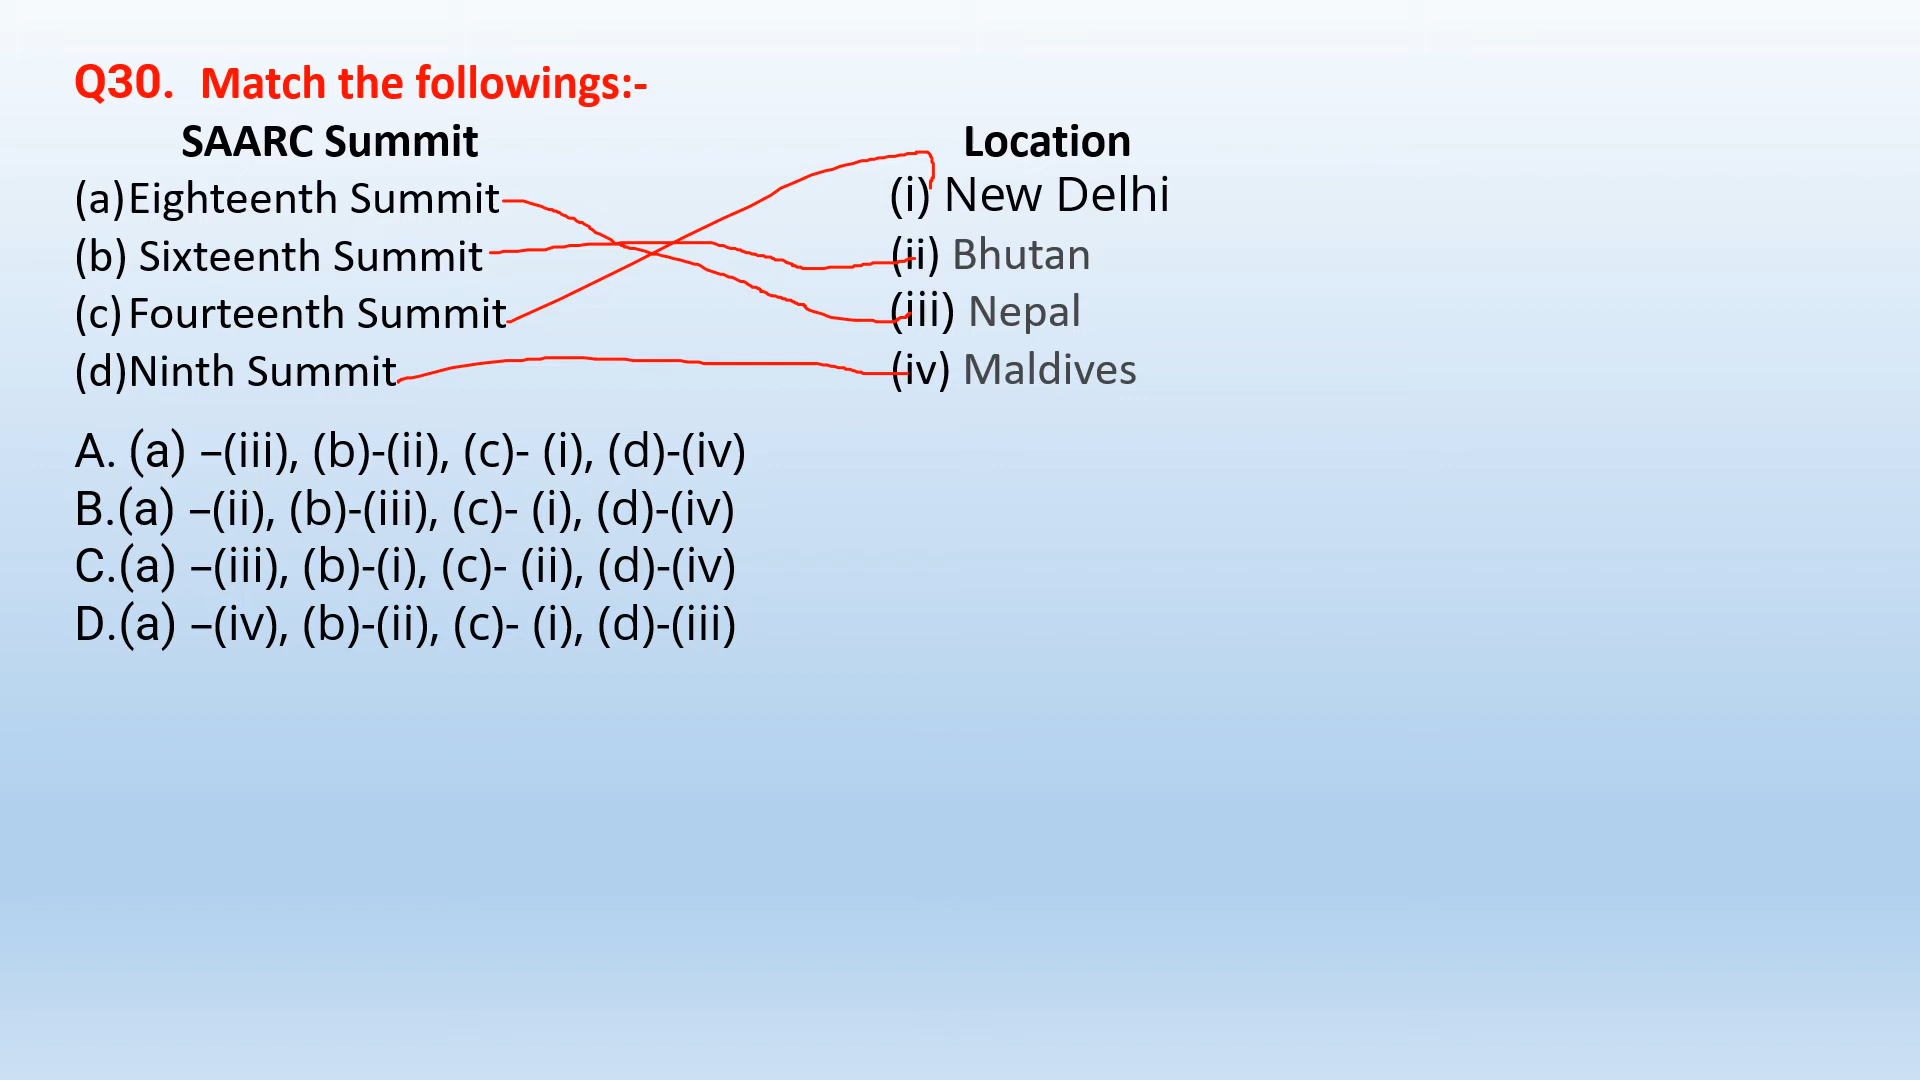 Q30. Match the followings:-
SAARC Summit Location
(a)Eighteenth Summit (i) New Delhi
(b) Sixteenth Summit (ii) Bhutan
(c)Fourteenth Summit (iii) Nepal
(d)Ninth Summit (iv) Maldives
A. (a) –(iii), (b)-(ii), (c)- (i), (d)-(iv)
B.(a) –(ii), (b)-(iii), (c)- (i), (d)-(iv)
C.(a) –(iii), (b)-(i), (c)- (ii), (d)-(iv)
D.(a) –(iv), (b)-(ii), (c)- (i), (d)-(iii)